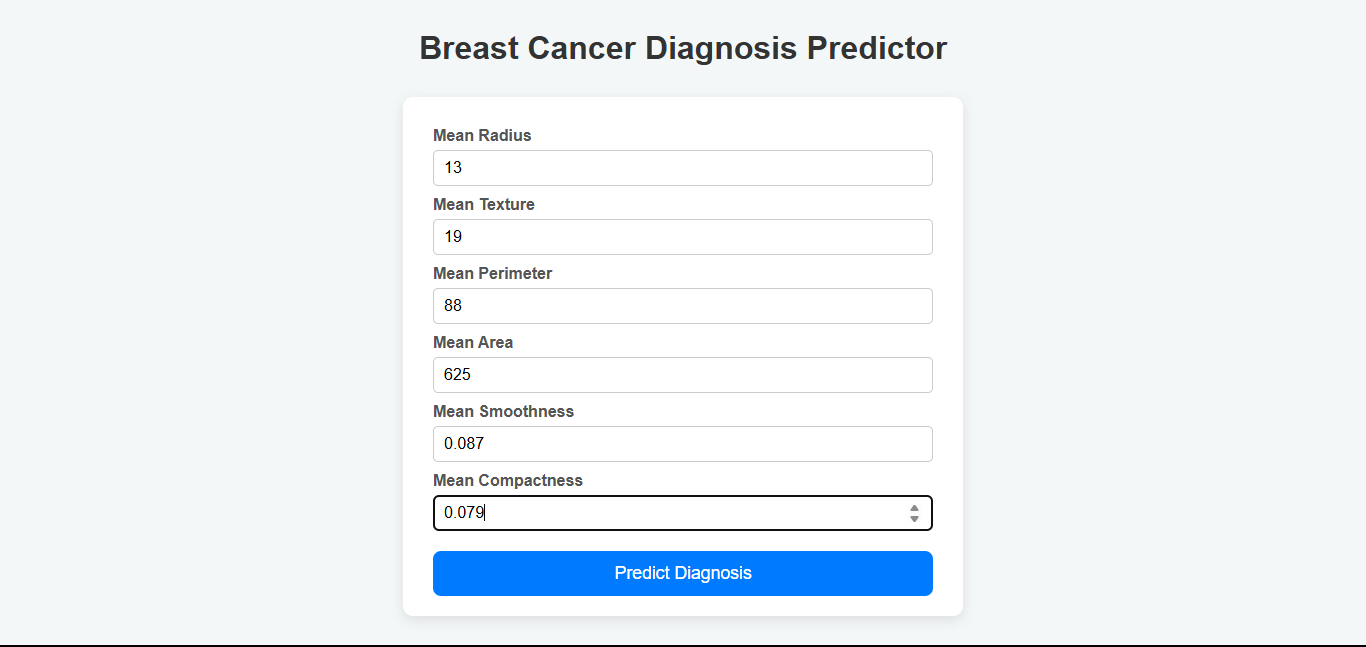 Breast Cancer Diagnosis Predictor
Mean Radius
13
Mean Texture
19
Mean Perimeter
88
Mean Area
625
Mean Smoothness
0.087
Mean Compactness
0.079
Predict Diagnosis